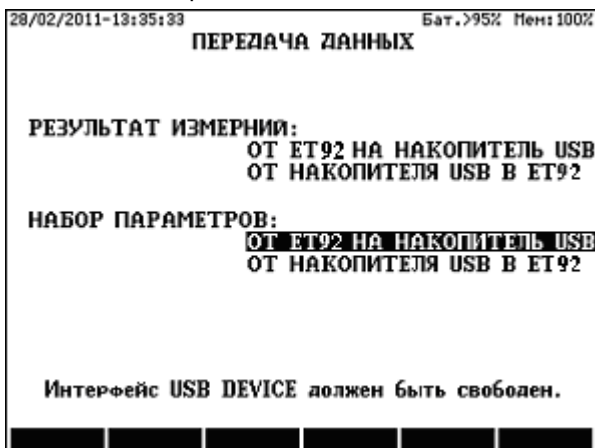 28/02/2011-13:35:33 Бат.>95% Мен:100%
ПЕРЕДАЧА ДАННЫХ
РЕЗУЛЬТАТ ИЗМЕРНИЙ:
ОТ ET92 НА НАКОПИТЕЛЬ USB
ОТ НАКОПИТЕЛЯ USB В ET92
НАБОР ПАРАМЕТРОВ:
ОТ ET92 НА НАКОПИТЕЛЬ USB
ОТ НАКОПИТЕЛЯ USB В ET92
Интерфейс USB DEVICE должен быть свободен.